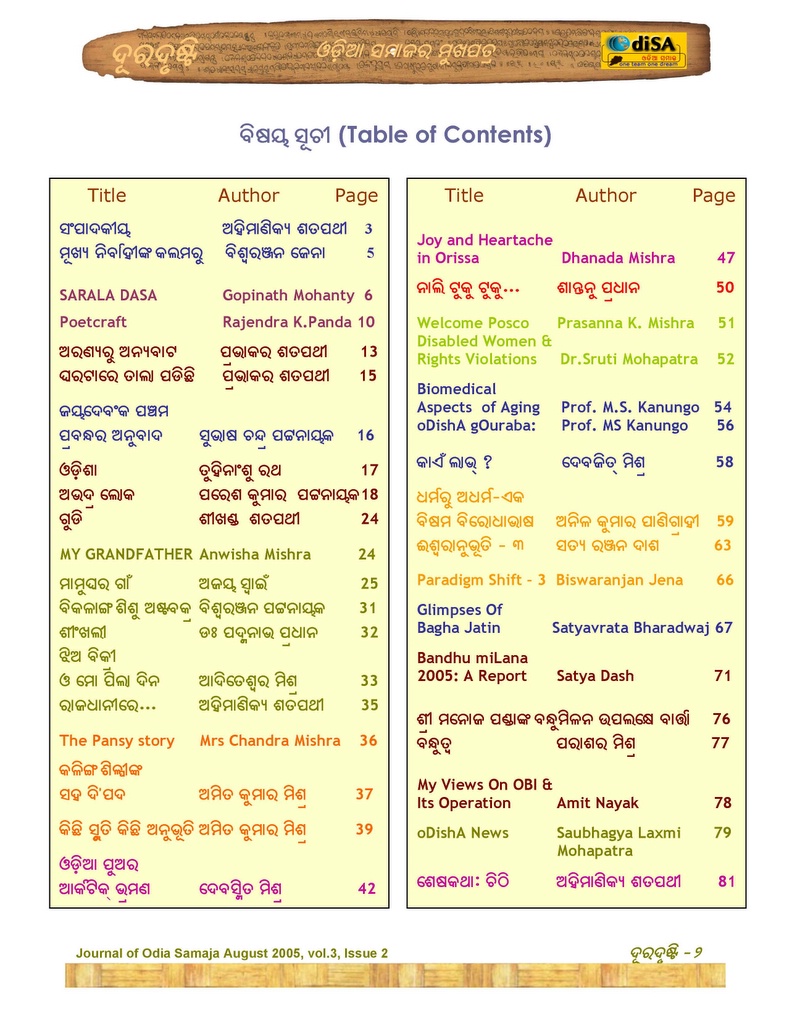 ଦୂରଦୃଷ୍ଟି
ଓଡ଼ିଆ ସମାଜର ମୁଖପତ୍ର
diSA
ଓଡିଆ ସମାଜ
one team one dream
ବିଷୟ ସୂଚୀ (Table of Contents)
Title Author Page
ସଂପାଦକୀୟ ଅହିମାଣିକ୍ୟ ଶତପଥୀ 3
ମୂଖ୍ୟ ନିର୍ବାହୀଙ୍କ କଲମରୁ ବିଶ୍ୱରଞ୍ଜନ ଜେନା 5
SARALA DASA Gopinath Mohanty 6
Poetcraft Rajendra K.Panda 10
ଅରଣ୍ୟରୁ ଅନ୍ୟବାଟ ପ୍ରଭାକର ଶତପଥୀ 13
ଘରଟାରେ ତାଲା ପଡିଛି ପ୍ରଭାକର ଶତପଥୀ 15
ଜୟଦେବଂକ ପଞ୍ଚମ
ପ୍ରବନ୍ଧର ଅନୁବାଦ ସୁଭାଷ ଚନ୍ଦ୍ର ପଟ୍ଟନାୟକ 16
ଓଡ଼ିଶା ତୁହିନାଂଶୁ ରଥ 17
ଅଭଦ୍ର ଲୋକ ପରେଶ କୁମାର ପଟ୍ଟନାୟକ 18
ଗୁଡି ଶୀଖଣ୍ଡ ଶତପଥୀ 24
MY GRANDFATHER Anwisha Mishra 24
ମାମୁଘର ଗାଁ ଅଜୟ ସ୍ୱାଇଁ 25
ବିକଳାଙ୍ଗ ଶିଶୁ ଅଷ୍ଟବକ୍ର ବିଶ୍ୱରଞ୍ଜନ ପଟ୍ଟନାୟକ 31
ଶୀଂଖଲୀ ଡଃ ପଦ୍ମନାଭ ପ୍ରଧାନ 32
ଝିଅ ବିକ୍ରୀ
ଓ ମୋ ପିଲା ଦିନ ଆଦିତେଶ୍ୱର ମିଶ୍ର 33
ରାଜଧାନୀରେ... ଅହିମାଣିକ୍ୟ ଶତପଥୀ 35
The Pansy story Mrs Chandra Mishra 36
କଳିଙ୍ଗ ଶିଳ୍ପୀଙ୍କ
ସହ ଦି'ପଦ ଅମିତ କୁମାର ମିଶ୍ର 37
କିଛି ସ୍ମୁତି କିଛି ଅନୁଭୂତି ଅମିତ କୁମାର ମିଶ୍ର 39
ଓଡ଼ିଆ ପୁଅର
ଆର୍କଟିକ୍ ଭ୍ରମଣ ଦେବସ୍ମିତ ମିଶ୍ର 42
Title Author Page
Joy and Heartache
in Orissa Dhanada Mishra 47
ନାଲି ଟୁକୁ ଟୁକୁ... ଶାନ୍ତନୁ ପ୍ରଧାନ 50
Welcome Posco Prasanna K. Mishra 51
Disabled Women &
Rights Violations Dr.Sruti Mohapatra 52
Biomedical
Aspects of Aging Prof. M.S. Kanungo 54
oDishA gOuraba: Prof. MS Kanungo 56
କାଏଁ ଲାଭ୍ ? ଦେବଜିତ୍ ମିଶ୍ର 58
ଧର୍ମରୁ ଅଧର୍ମ-ଏକ
ବିଷମ ବିରୋଧାଭାଷ ଅନିଳ କୁମାର ପାଣିଗ୍ରାହୀ 59
ଈଶ୍ୱରାନୁଭୂତି - ୩ ସତ୍ୟ ରଞ୍ଜନ ଦାଶ 63
Paradigm Shift - 3 Biswaranjan Jena 66
Glimpses Of
Bagha Jatin Satyavrata Bharadwaj 67
Bandhu miLana
2005: A Report Satya Dash 71
ଶ୍ରୀ ମନୋଜ ପଣ୍ଡାଙ୍କ ବନ୍ଧୁମିଳନ ଉପଲକ୍ଷେ ବାର୍ତ୍ତା 76
ବନ୍ଧୁତ୍ୱ ପରାଶର ମିଶ୍ର 77
My Views On OBI &
Its Operation Amit Nayak 78
oDishA News Saubhagya Laxmi 79
Mohapatra
ଶେଷକଥା: ଚିଠି ଅହିମାଣିକ୍ୟ ଶତପଥୀ 81
Journal of Odia Samaja August 2005, vol.3, Issue 2
ଦୂରଦୃଷ୍ଟି - ୨